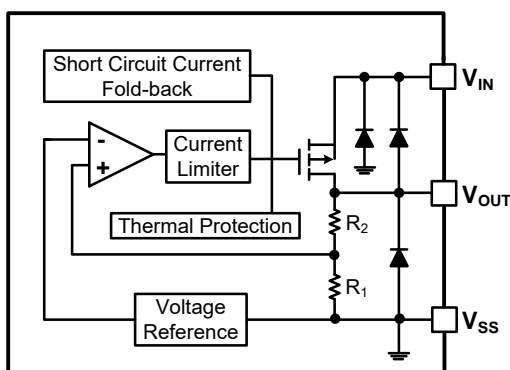 Short Circuit Current
Fold-back
V_IN
-
+
Current
Limiter
V_OUT
Thermal Protection
R₂
R₁
Voltage
Reference
V_SS